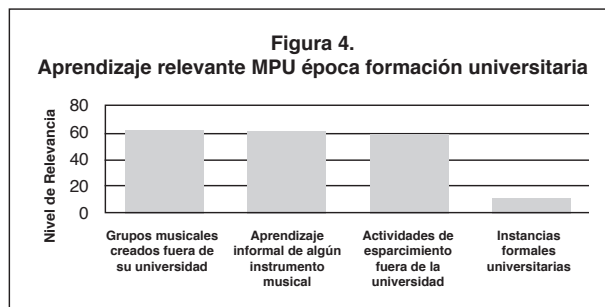 Figura 4.
Aprendizaje relevante MPU época formación universitaria
Nivel de Relevancia
80
60
40
20
0
Grupos musicales
creados fuera de
su universidad
Aprendizaje
informal de algún
instrumento
musical
Actividades de
esparcimiento
fuera de la
universidad
Instancias
formales
universitarias